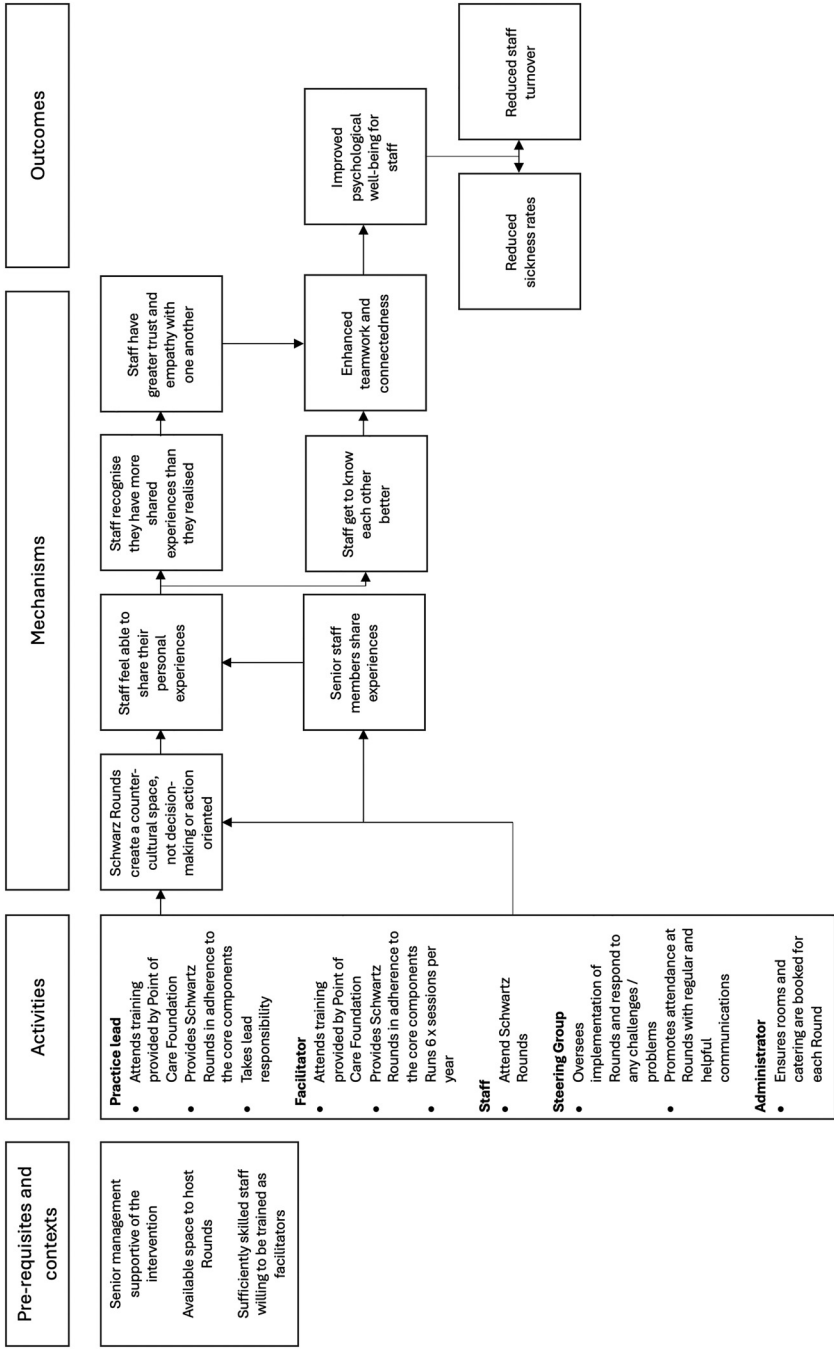 Pre-requisites and
contexts
Activities
Mechanisms
Outcomes
Senior management
supportive of the
intervention
Available space to host
Rounds
Sufficiently skilled staff
willing to be trained as
facilitators
Practice lead
• Attends training
provided by Point of
Care Foundation
• Provides Schwartz
Rounds in adherence to
the core components
• Takes lead
responsibility
Facilitator
• Attends training
provided by Point of
Care Foundation
• Provides Schwartz
Rounds in adherence to
the core components
• Runs 6 x sessions per
year
Staff
• Attend Schwartz
Rounds
Steering Group
• Oversees
implementation of
Rounds and respond to
any challenges /
problems
• Promotes attendance at
Rounds with regular and
helpful
communications
Administrator
• Ensures rooms and
catering are booked for
each Round
Schwarz Rounds
create a counter-
cultural space,
not decision-
making or action
oriented
Staff feel able to
share their
personal
experiences
Staff recognise
they have more
shared
experiences than
they realised
Staff have
greater trust and
empathy with
one another
Senior staff
members share
experiences
Staff get to know
each other
better
Enhanced
teamwork and
connectedness
Improved
psychological
well-being for
staff
Reduced
sickness rates
Reduced staff
turnover